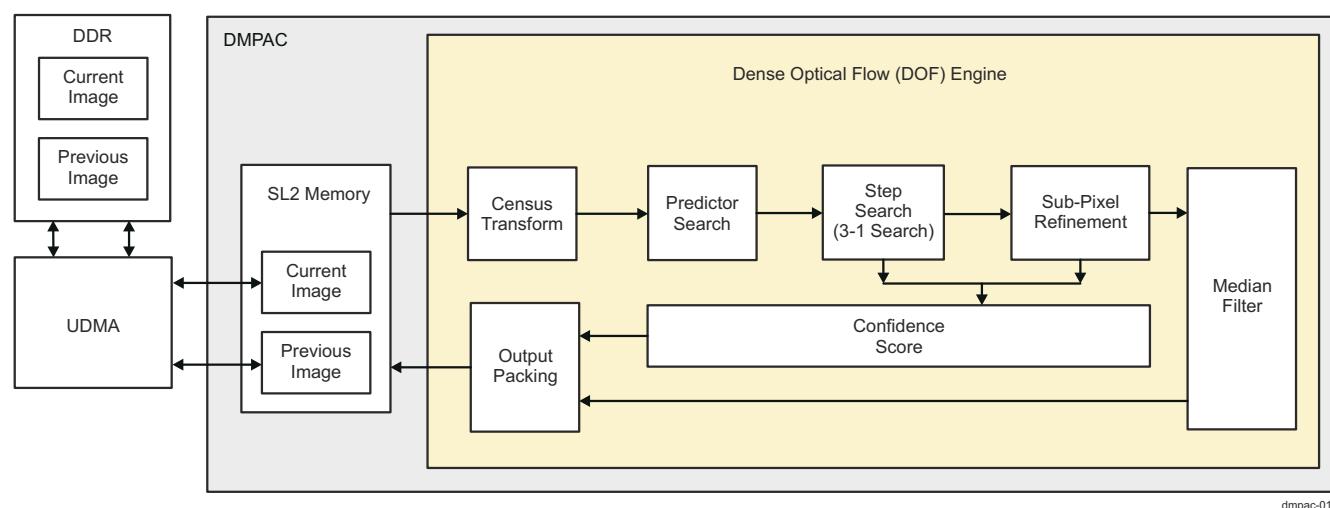 DDR
Current
Image
Previous
Image
UDMA
DMPAC
SL2 Memory
Current
Image
Previous
Image
Dense Optical Flow (DOF) Engine
Census
Transform
Predictor
Search
Step
Search
(3-1 Search)
Sub-Pixel
Refinement
Median
Filter
Confidence
Score
Output
Packing
dmpac-01